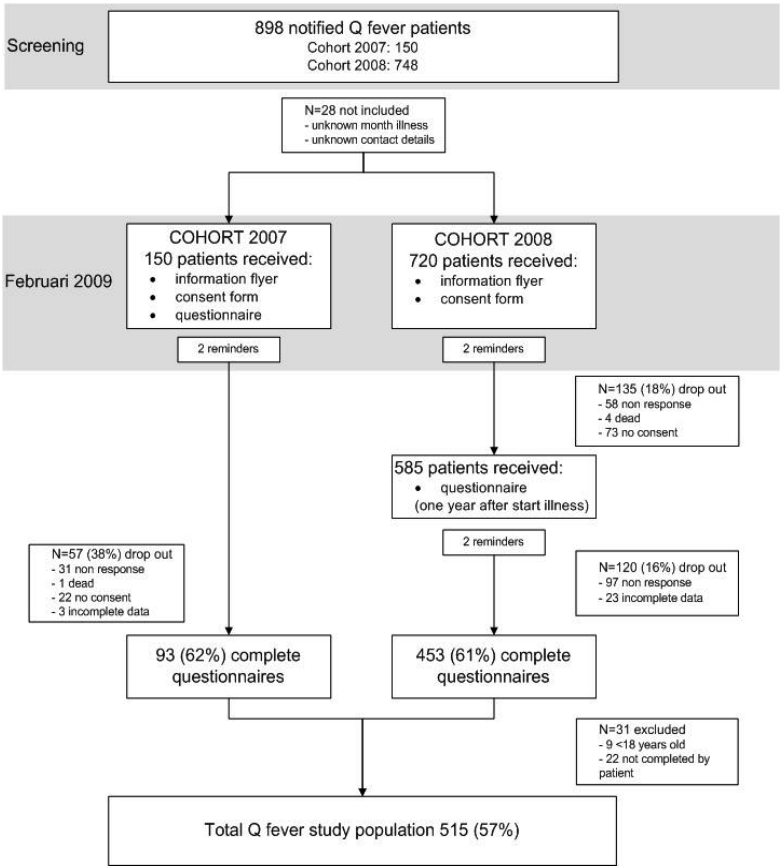 Screening
898 notified Q fever patients
Cohort 2007: 150
Cohort 2008: 748
N=28 not included
- unknown month illness
- unknown contact details
Februari 2009
COHORT 2007
150 patients received:
• information flyer
• consent form
• questionnaire
2 reminders
COHORT 2008
720 patients received:
• information flyer
• consent form
2 reminders
N=135 (18%) drop out
- 58 non response
- 4 dead
- 73 no consent
585 patients received:
• questionnaire
(one year after start illness)
2 reminders
N=57 (38%) drop out
- 31 non response
- 1 dead
- 22 no consent
- 3 incomplete data
N=120 (16%) drop out
- 97 non response
- 23 incomplete data
93 (62%) complete
questionnaires
453 (61%) complete
questionnaires
N=31 excluded
- 9 <18 years old
- 22 not completed by
patient
Total Q fever study population 515 (57%)